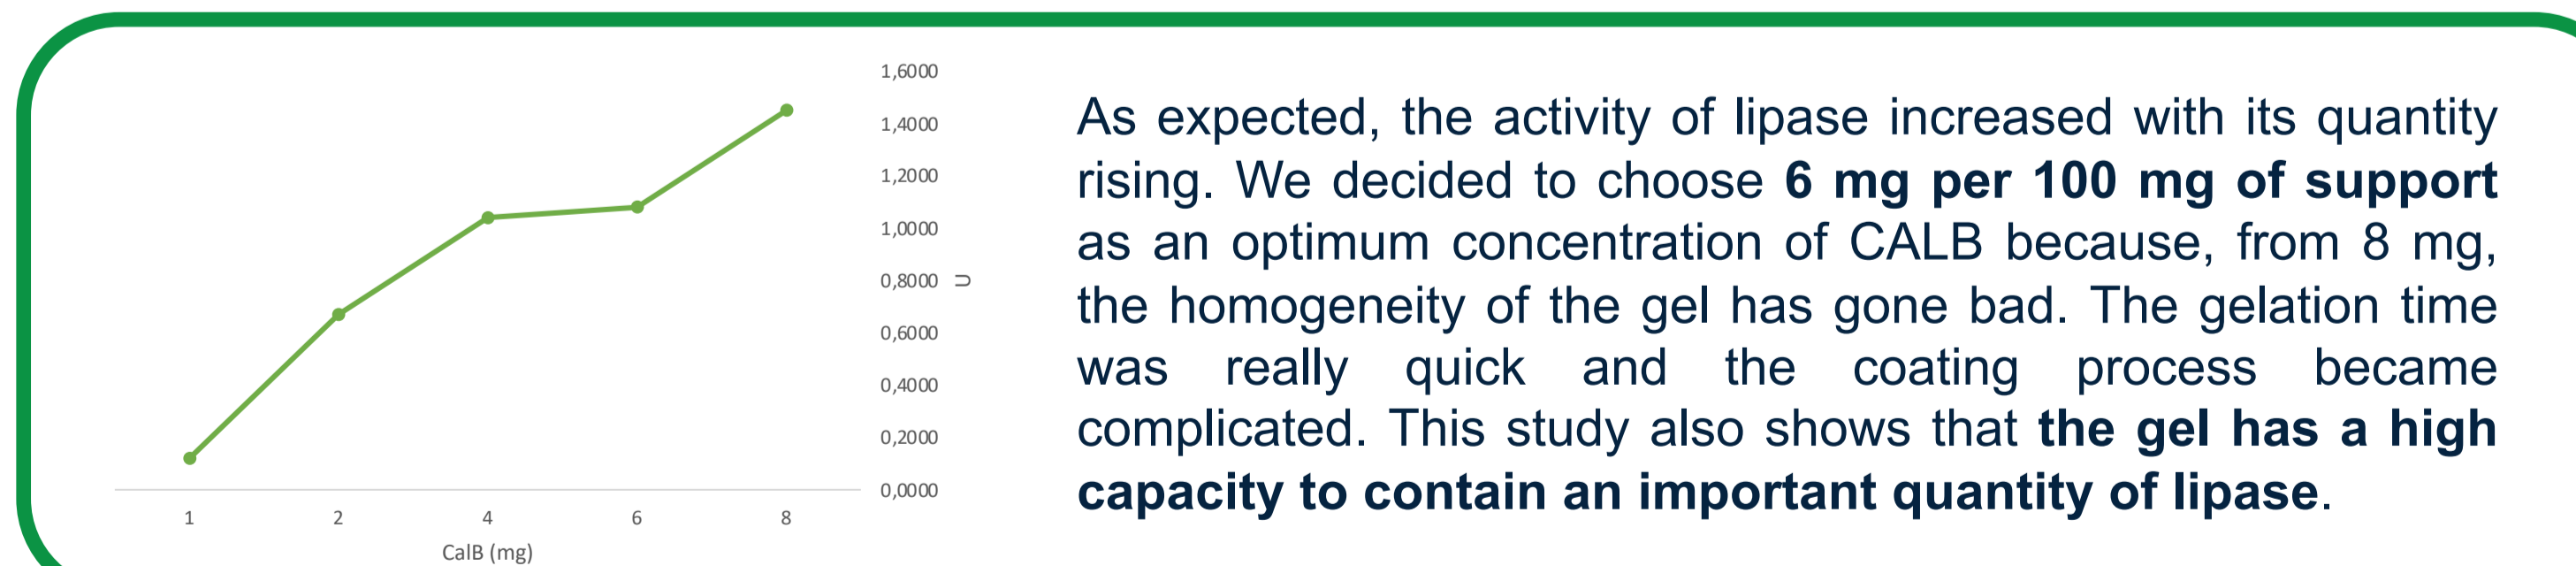 1,6000
1,4000
1,2000
1,0000
0,8000
U
0,6000
0,4000
0,2000
0,0000
1 2 4 6 8
CalB (mg)
As expected, the activity of lipase increased with its quantity
rising. We decided to choose 6 mg per 100 mg of support
as an optimum concentration of CALB because, from 8 mg,
the homogeneity of the gel has gone bad. The gelation time
was really quick and the coating process became
complicated. This study also shows that the gel has a high
capacity to contain an important quantity of lipase.